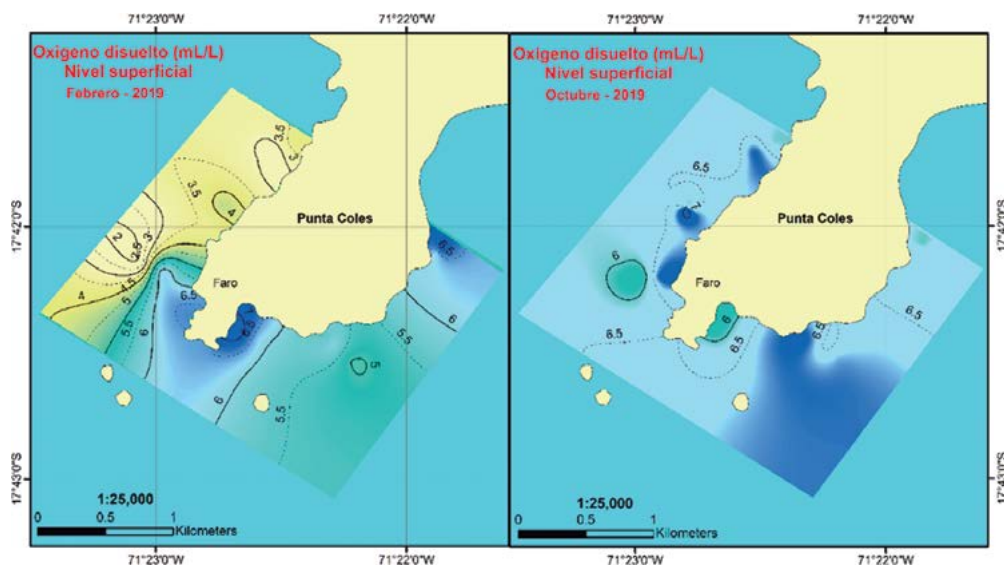 71°23'0"W
71°22'0"W
71°23'0"W
71°22'0"W
Oxigeno disuelto (mL/L)
Nivel superficial
Febrero - 2019
3.5
3
3.5
4
2
2.5
3
4.5
4
5
5.5
6
6.5
7
6.5
6
5.5
5
6
6.5
Punta Coles
Faro
17°42'0"S
17°43'0"S
1:25,000
0 0.5 1
Kilometers
Oxigeno disuelto (mL/L)
Nivel superficial
Octubre - 2019
6.5
7
6
6
6.5
6.5
6.5
6.5
Punta Coles
Faro
17°42'0"S
17°43'0"S
1:25,000
0 0.5 1
Kilometers
71°23'0"W
71°22'0"W
71°23'0"W
71°22'0"W